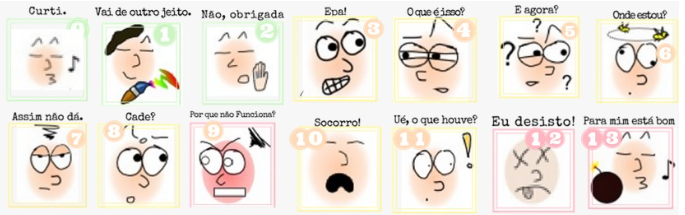 Curti.
0
Vai de outro jeito.
1
Não, obrigada
2
Epa!
3
O que é isso?
4
E agora?
5
? ?
Onde estou?
6
Assim não dá.
7
Cade?
8
Por que não Funciona?
9
Socorro!
10
Ué, o que houve?
11
!
Eu desisto!
12
Para mim está bom
13